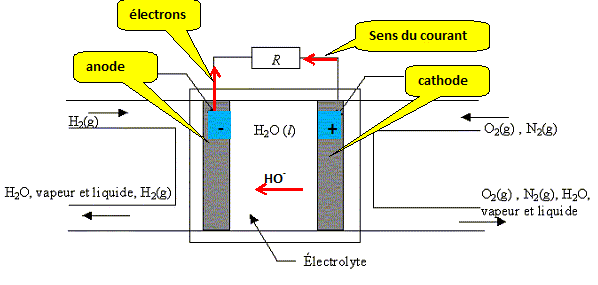 électrons
Sens du courant
R
anode
cathode
H₂(g)
-
H₂O (l)
+
O₂(g) , N₂(g)
HO⁻
H₂O, vapeur et liquide, H₂(g)
O₂(g) , N₂(g), H₂O,
vapeur et liquide
Électrolyte